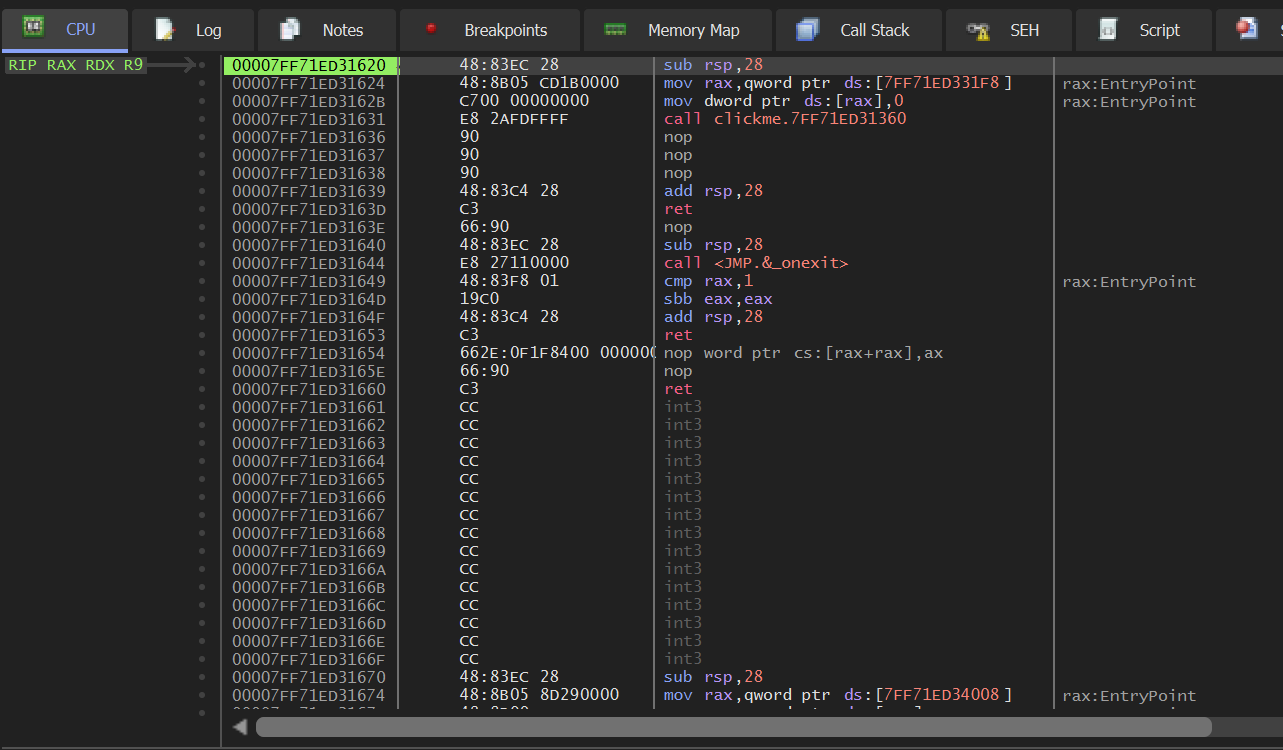 CPU Log Notes Breakpoints Memory Map Call Stack SEH Script
RIP RAX RDX R9 00007FF71ED31620 48:83EC 28 sub rsp,28
00007FF71ED31624 48:8B05 CD1B0000 mov rax,qword ptr ds:[7FF71ED331F8] rax:EntryPoint
00007FF71ED3162B C700 00000000 mov dword ptr ds:[rax],0 rax:EntryPoint
00007FF71ED31631 E8 2AFDFFFF call clickme.7FF71ED31360
00007FF71ED31636 90 nop
00007FF71ED31637 90 nop
00007FF71ED31638 90 nop
00007FF71ED31639 48:83C4 28 add rsp,28
00007FF71ED3163D C3 ret
00007FF71ED3163E 66:90 nop
00007FF71ED31640 48:83EC 28 sub rsp,28
00007FF71ED31644 E8 27110000 call <JMP.&_onexit>
00007FF71ED31649 48:83F8 01 cmp rax,1 rax:EntryPoint
00007FF71ED3164D 19C0 sbb eax,eax
00007FF71ED3164F 48:83C4 28 add rsp,28
00007FF71ED31653 C3 ret
00007FF71ED31654 662E:0F1F8400 000000 nop word ptr cs:[rax+rax],ax
00007FF71ED3165E 66:90 nop
00007FF71ED31660 C3 ret
00007FF71ED31661 CC int3
00007FF71ED31662 CC int3
00007FF71ED31663 CC int3
00007FF71ED31664 CC int3
00007FF71ED31665 CC int3
00007FF71ED31666 CC int3
00007FF71ED31667 CC int3
00007FF71ED31668 CC int3
00007FF71ED31669 CC int3
00007FF71ED3166A CC int3
00007FF71ED3166B CC int3
00007FF71ED3166C CC int3
00007FF71ED3166D CC int3
00007FF71ED3166E CC int3
00007FF71ED3166F CC int3
00007FF71ED31670 48:83EC 28 sub rsp,28
00007FF71ED31674 48:8B05 8D290000 mov rax,qword ptr ds:[7FF71ED34008] rax:EntryPoint